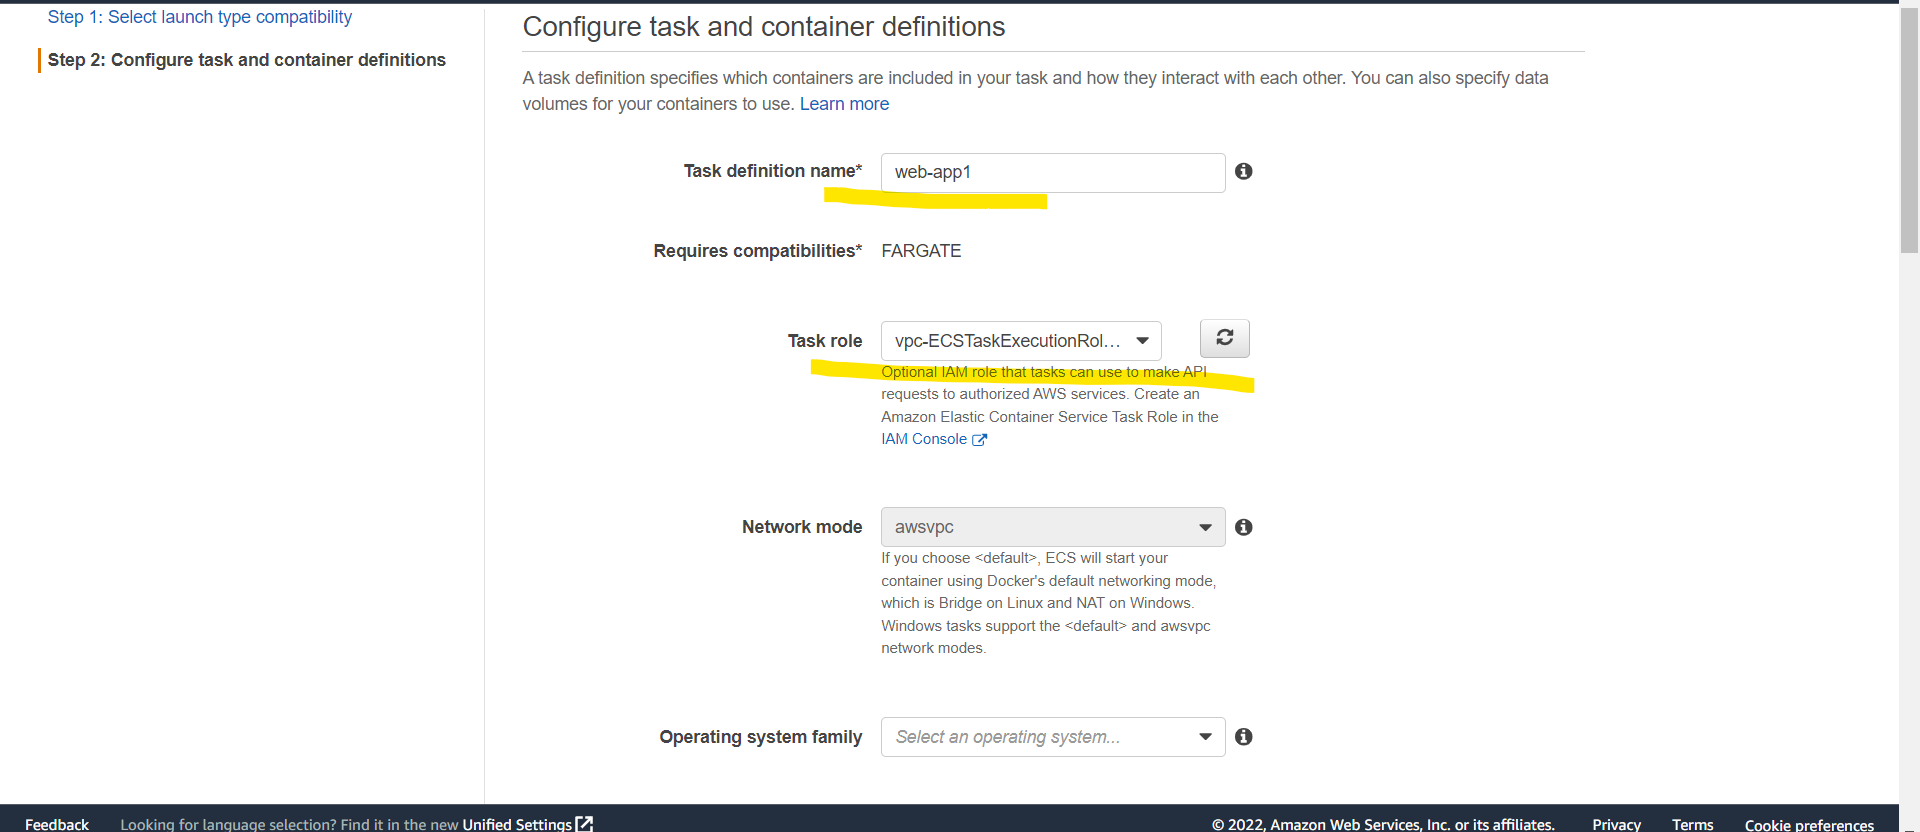 Step 1: Select launch type compatibility
Step 2: Configure task and container definitions
Configure task and container definitions
A task definition specifies which containers are included in your task and how they interact with each other. You can also specify data
volumes for your containers to use. Learn more
Task definition name* web-app1
Requires compatibilities* FARGATE
Task role vpc-ECSTaskExecutionRol...
Optional IAM role that tasks can use to make API
requests to authorized AWS services. Create an
Amazon Elastic Container Service Task Role in the
IAM Console
Network mode awsvpc
If you choose <default>, ECS will start your
container using Docker's default networking mode,
which is Bridge on Linux and NAT on Windows.
Windows tasks support the <default> and awsvpc
network modes.
Operating system family Select an operating system...
Feedback Looking for language selection? Find it in the new Unified Settings © 2022, Amazon Web Services, Inc. or its affiliates. Privacy Terms Cookie preferences